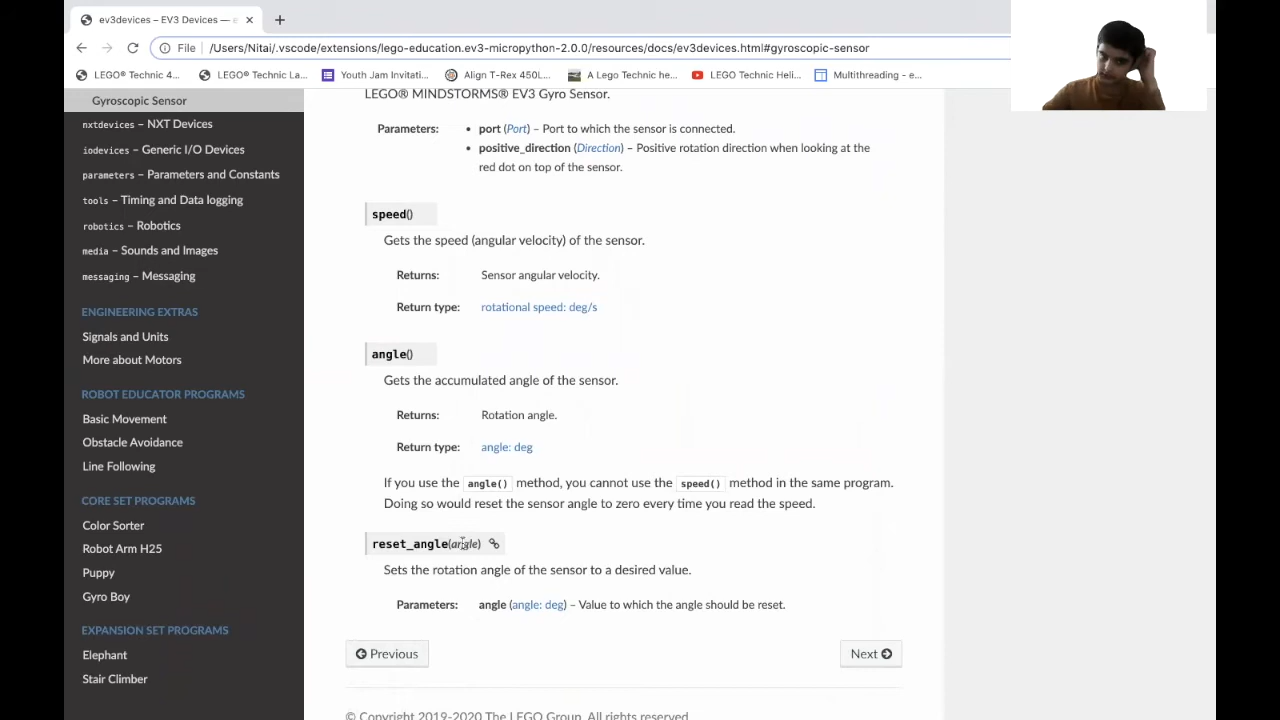 ev3devices – EV3 Devices —
File /Users/Nitai/.vscode/extensions/lego-education.ev3-micropython-2.0.0/resources/docs/ev3devices.html#gyroscopic-sensor
LEGO® Technic 4... LEGO® Technic La... Youth Jam Invitati... Align T-Rex 450L... A Lego Technic he... LEGO Technic Heli... Multithreading - e...
Gyroscopic Sensor
nxtdevices – NXT Devices
iodevices – Generic I/O Devices
parameters – Parameters and Constants
tools – Timing and Data logging
robotics – Robotics
media – Sounds and Images
messaging – Messaging
ENGINEERING EXTRAS
Signals and Units
More about Motors
ROBOT EDUCATOR PROGRAMS
Basic Movement
Obstacle Avoidance
Line Following
CORE SET PROGRAMS
Color Sorter
Robot Arm H25
Puppy
Gyro Boy
EXPANSION SET PROGRAMS
Elephant
Stair Climber
LEGO® MINDSTORMS® EV3 Gyro Sensor.
Parameters: • port (Port) – Port to which the sensor is connected.
• positive_direction (Direction) – Positive rotation direction when looking at the
red dot on top of the sensor.
speed()
Gets the speed (angular velocity) of the sensor.
Returns: Sensor angular velocity.
Return type: rotational speed: deg/s
angle()
Gets the accumulated angle of the sensor.
Returns: Rotation angle.
Return type: angle: deg
If you use the angle() method, you cannot use the speed() method in the same program.
Doing so would reset the sensor angle to zero every time you read the speed.
reset_angle(angle)
Sets the rotation angle of the sensor to a desired value.
Parameters: angle (angle: deg) – Value to which the angle should be reset.
Previous Next
© Copyright 2019-2020 The LEGO Group. All rights reserved.